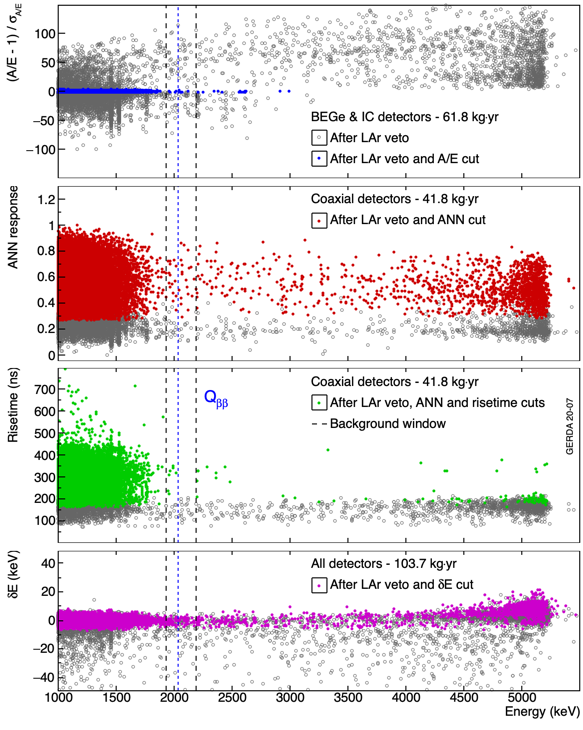 (A/E - 1) / σA/E
100
50
0
−50
−100
BEGe & IC detectors - 61.8 kg·yr
After LAr veto
After LAr veto and A/E cut
ANN response
1.2
1
0.8
0.6
0.4
0.2
0
Coaxial detectors - 41.8 kg·yr
After LAr veto and ANN cut
Risetime (ns)
700
600
500
400
300
200
100
Qββ
Coaxial detectors - 41.8 kg·yr
After LAr veto, ANN and risetime cuts
Background window
GERDA 20-07
δE (keV)
40
20
0
−20
−40
All detectors - 103.7 kg·yr
After LAr veto and δE cut
1000 1500 2000 2500 3000 3500 4000 4500 5000
Energy (keV)